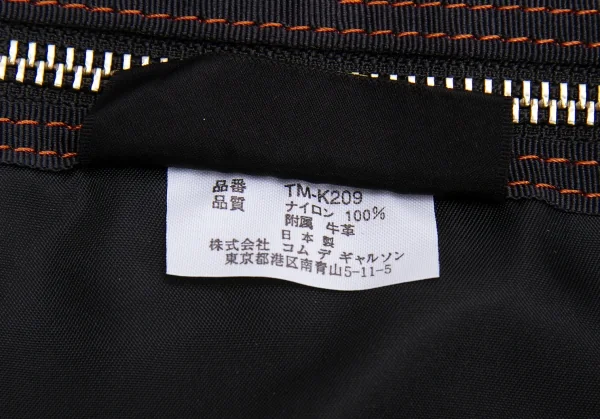 品番 TM-K209
品質 ナイロン 100%
附属 牛革
日本製
株式会社 コム デ ギャルソン
東京都港区南青山5-11-5